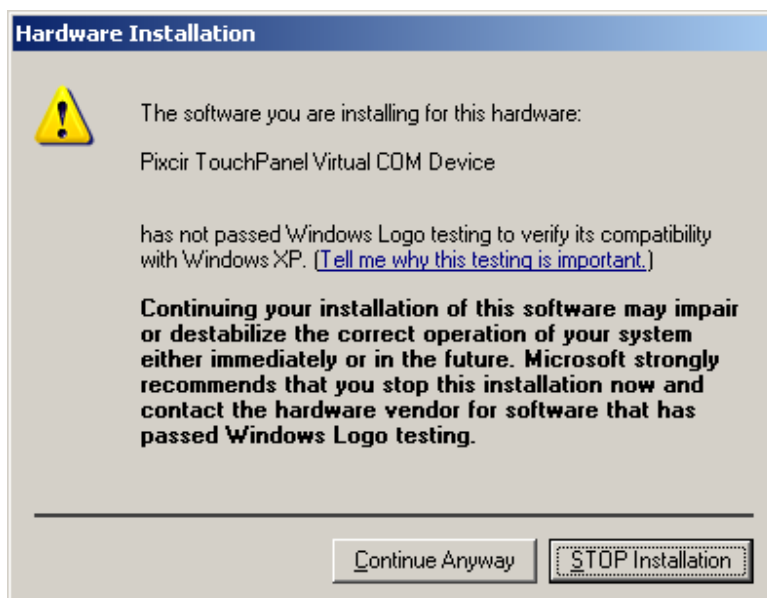 Hardware Installation
The software you are installing for this hardware:
Pixcir TouchPanel Virtual COM Device
has not passed Windows Logo testing to verify its compatibility
with Windows XP. (Tell me why this testing is important.)
Continuing your installation of this software may impair
or destabilize the correct operation of your system
either immediately or in the future. Microsoft strongly
recommends that you stop this installation now and
contact the hardware vendor for software that has
passed Windows Logo testing.
Continue Anyway
STOP Installation